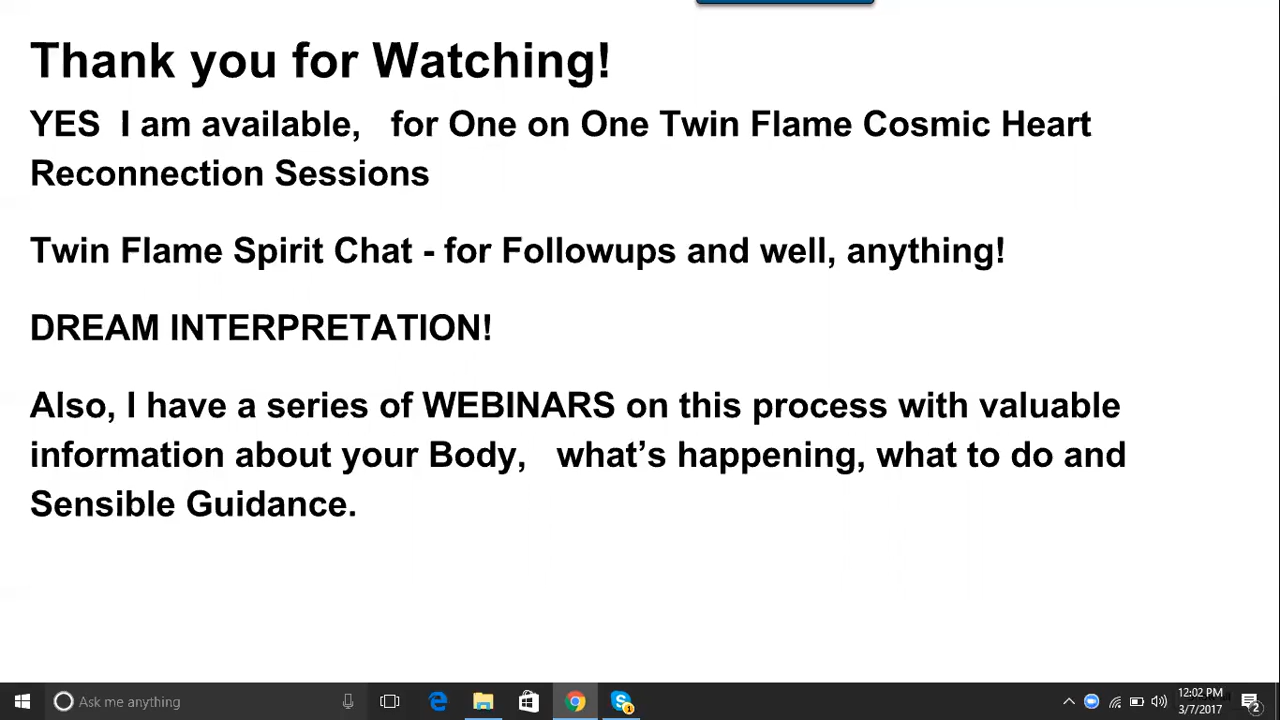 Thank you for Watching!
YES  I am available,   for One on One Twin Flame Cosmic Heart
Reconnection Sessions
Twin Flame Spirit Chat - for Followups and well, anything!
DREAM INTERPRETATION!
Also, I have a series of WEBINARS on this process with valuable
information about your Body,   what’s happening, what to do and
Sensible Guidance.
Ask me anything
1
12:02 PM
3/7/2017
2